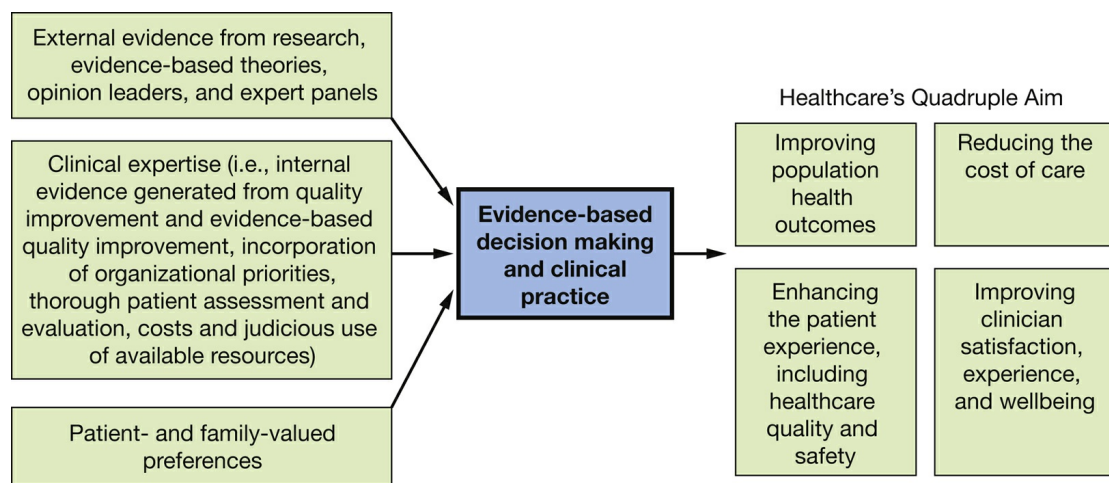 External evidence from research,
evidence-based theories,
opinion leaders, and expert panels
Clinical expertise (i.e., internal
evidence generated from quality
improvement and evidence-based
quality improvement, incorporation
of organizational priorities,
thorough patient assessment and
evaluation, costs and judicious use
of available resources)
Patient- and family-valued
preferences
Evidence-based
decision making
and clinical
practice
Healthcare’s Quadruple Aim
Improving
population
health
outcomes
Reducing the
cost of care
Enhancing
the patient
experience,
including
healthcare
quality and
safety
Improving
clinician
satisfaction,
experience,
and wellbeing